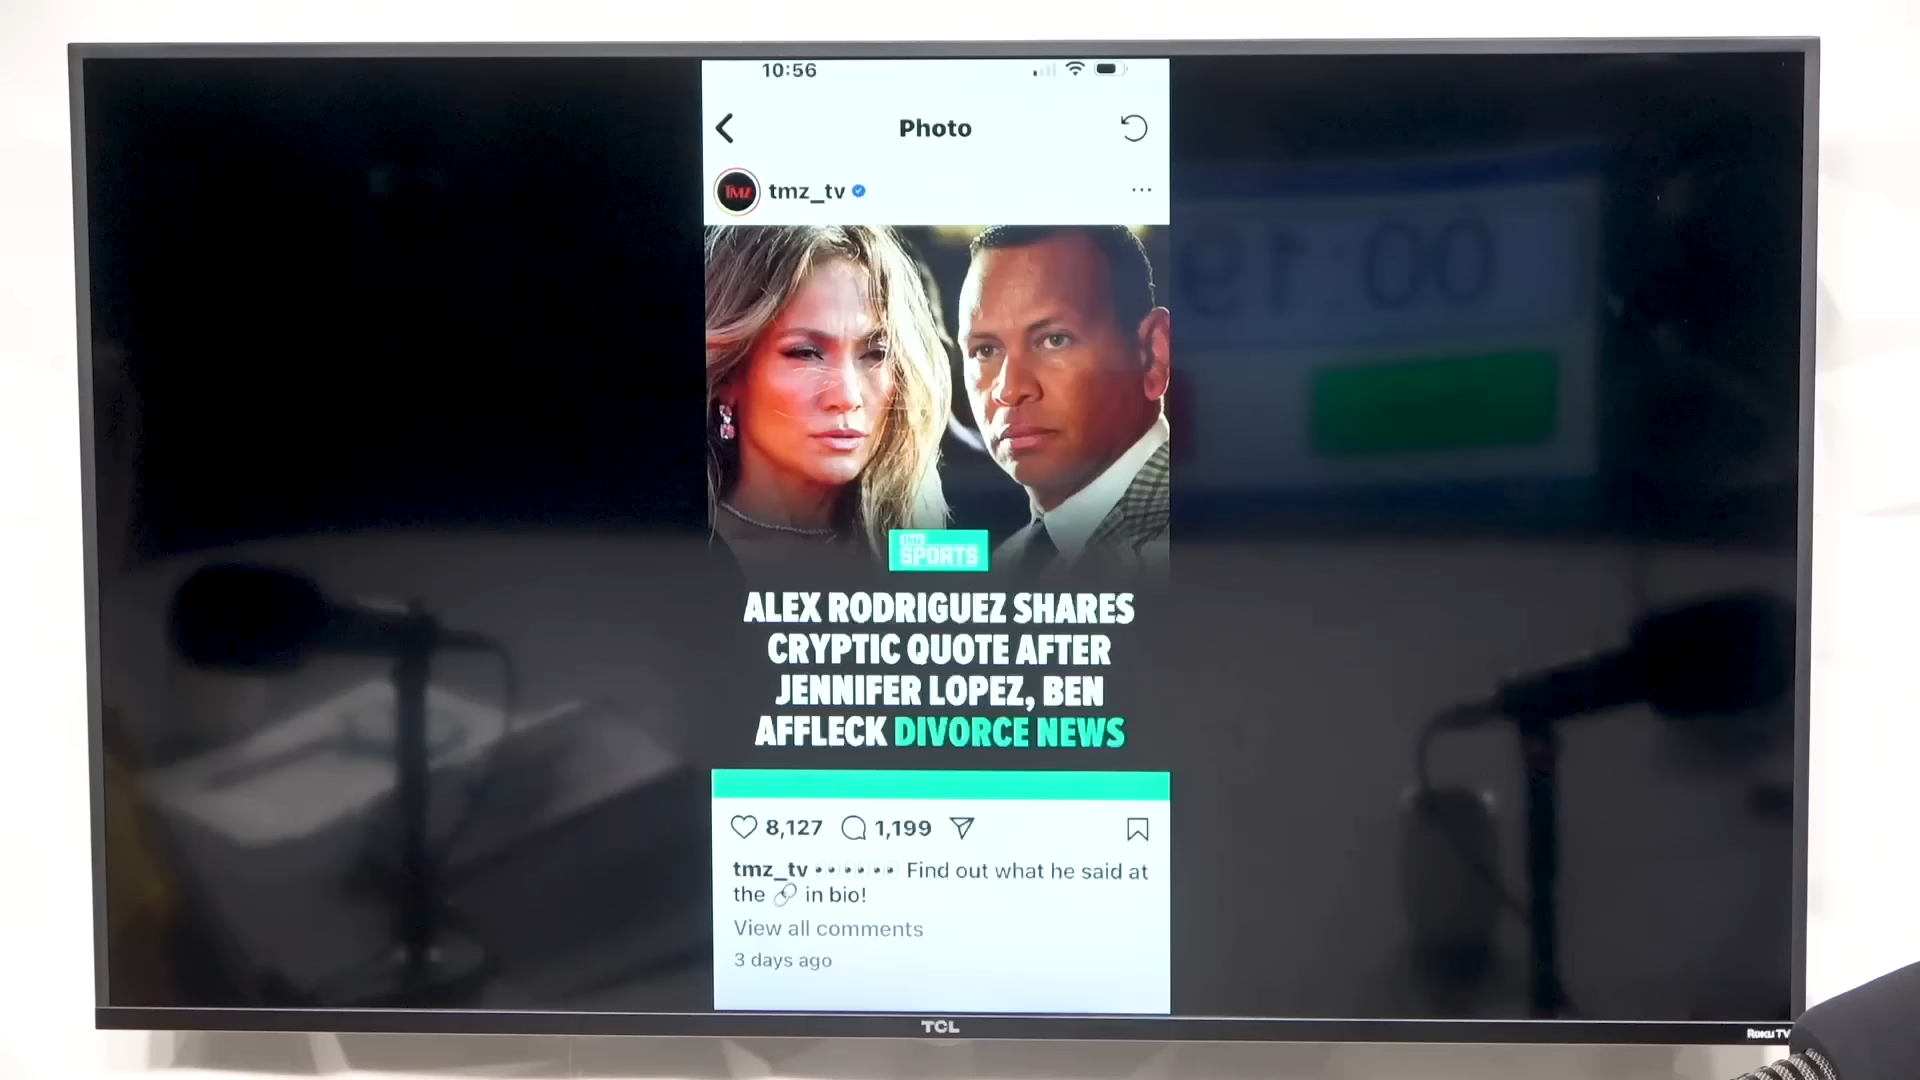 10:56
Photo
TMZ
tmz_tv
TMZ
SPORTS
ALEX RODRIGUEZ SHARES
CRYPTIC QUOTE AFTER
JENNIFER LOPEZ, BEN
AFFLECK DIVORCE NEWS
8,127 1,199
tmz_tv Find out what he said at
the 🔗 in bio!
View all comments
3 days ago
TCL
Roku TV